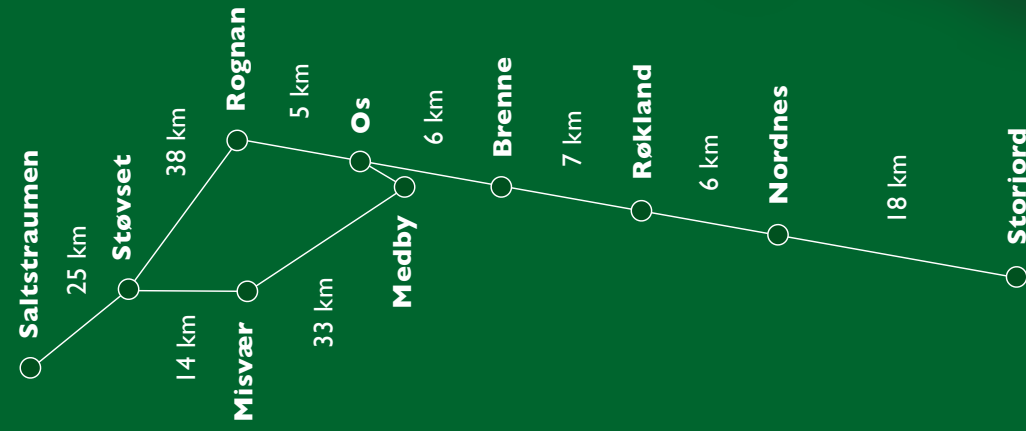 Saltstraumen
25 km
Støvset
38 km
Rognan
5 km
Os
6 km
Brenne
7 km
Røkland
6 km
Nordnes
18 km
Storjord
14 km
Misvær
33 km
Medby